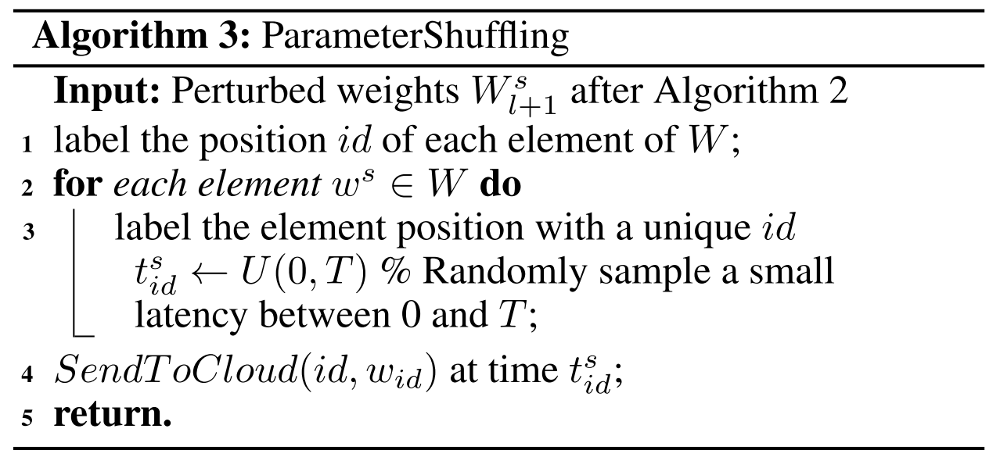 Algorithm 3: ParameterShuffling
Input: Perturbed weights $W^s_{l+1}$ after Algorithm 2
1 label the position $id$ of each element of $W$;
2 for each element $w^s \in W$ do
3 label the element position with a unique $id$
$t^s_{id} \leftarrow U(0, T)$ % Randomly sample a small
latency between 0 and $T$;
4 $SendToCloud(id, w_{id})$ at time $t^s_{id}$;
5 return.